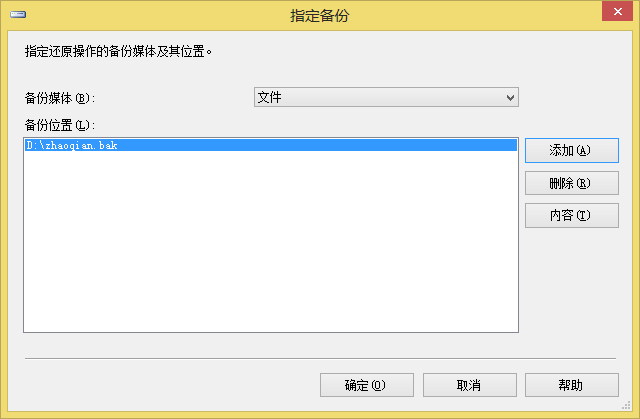 指定备份
指定还原操作的备份媒体及其位置。
备份媒体(B):
文件
备份位置(L):
D:\zhaoqian.bak
添加(A)
删除(R)
内容(T)
确定(O)
取消
帮助